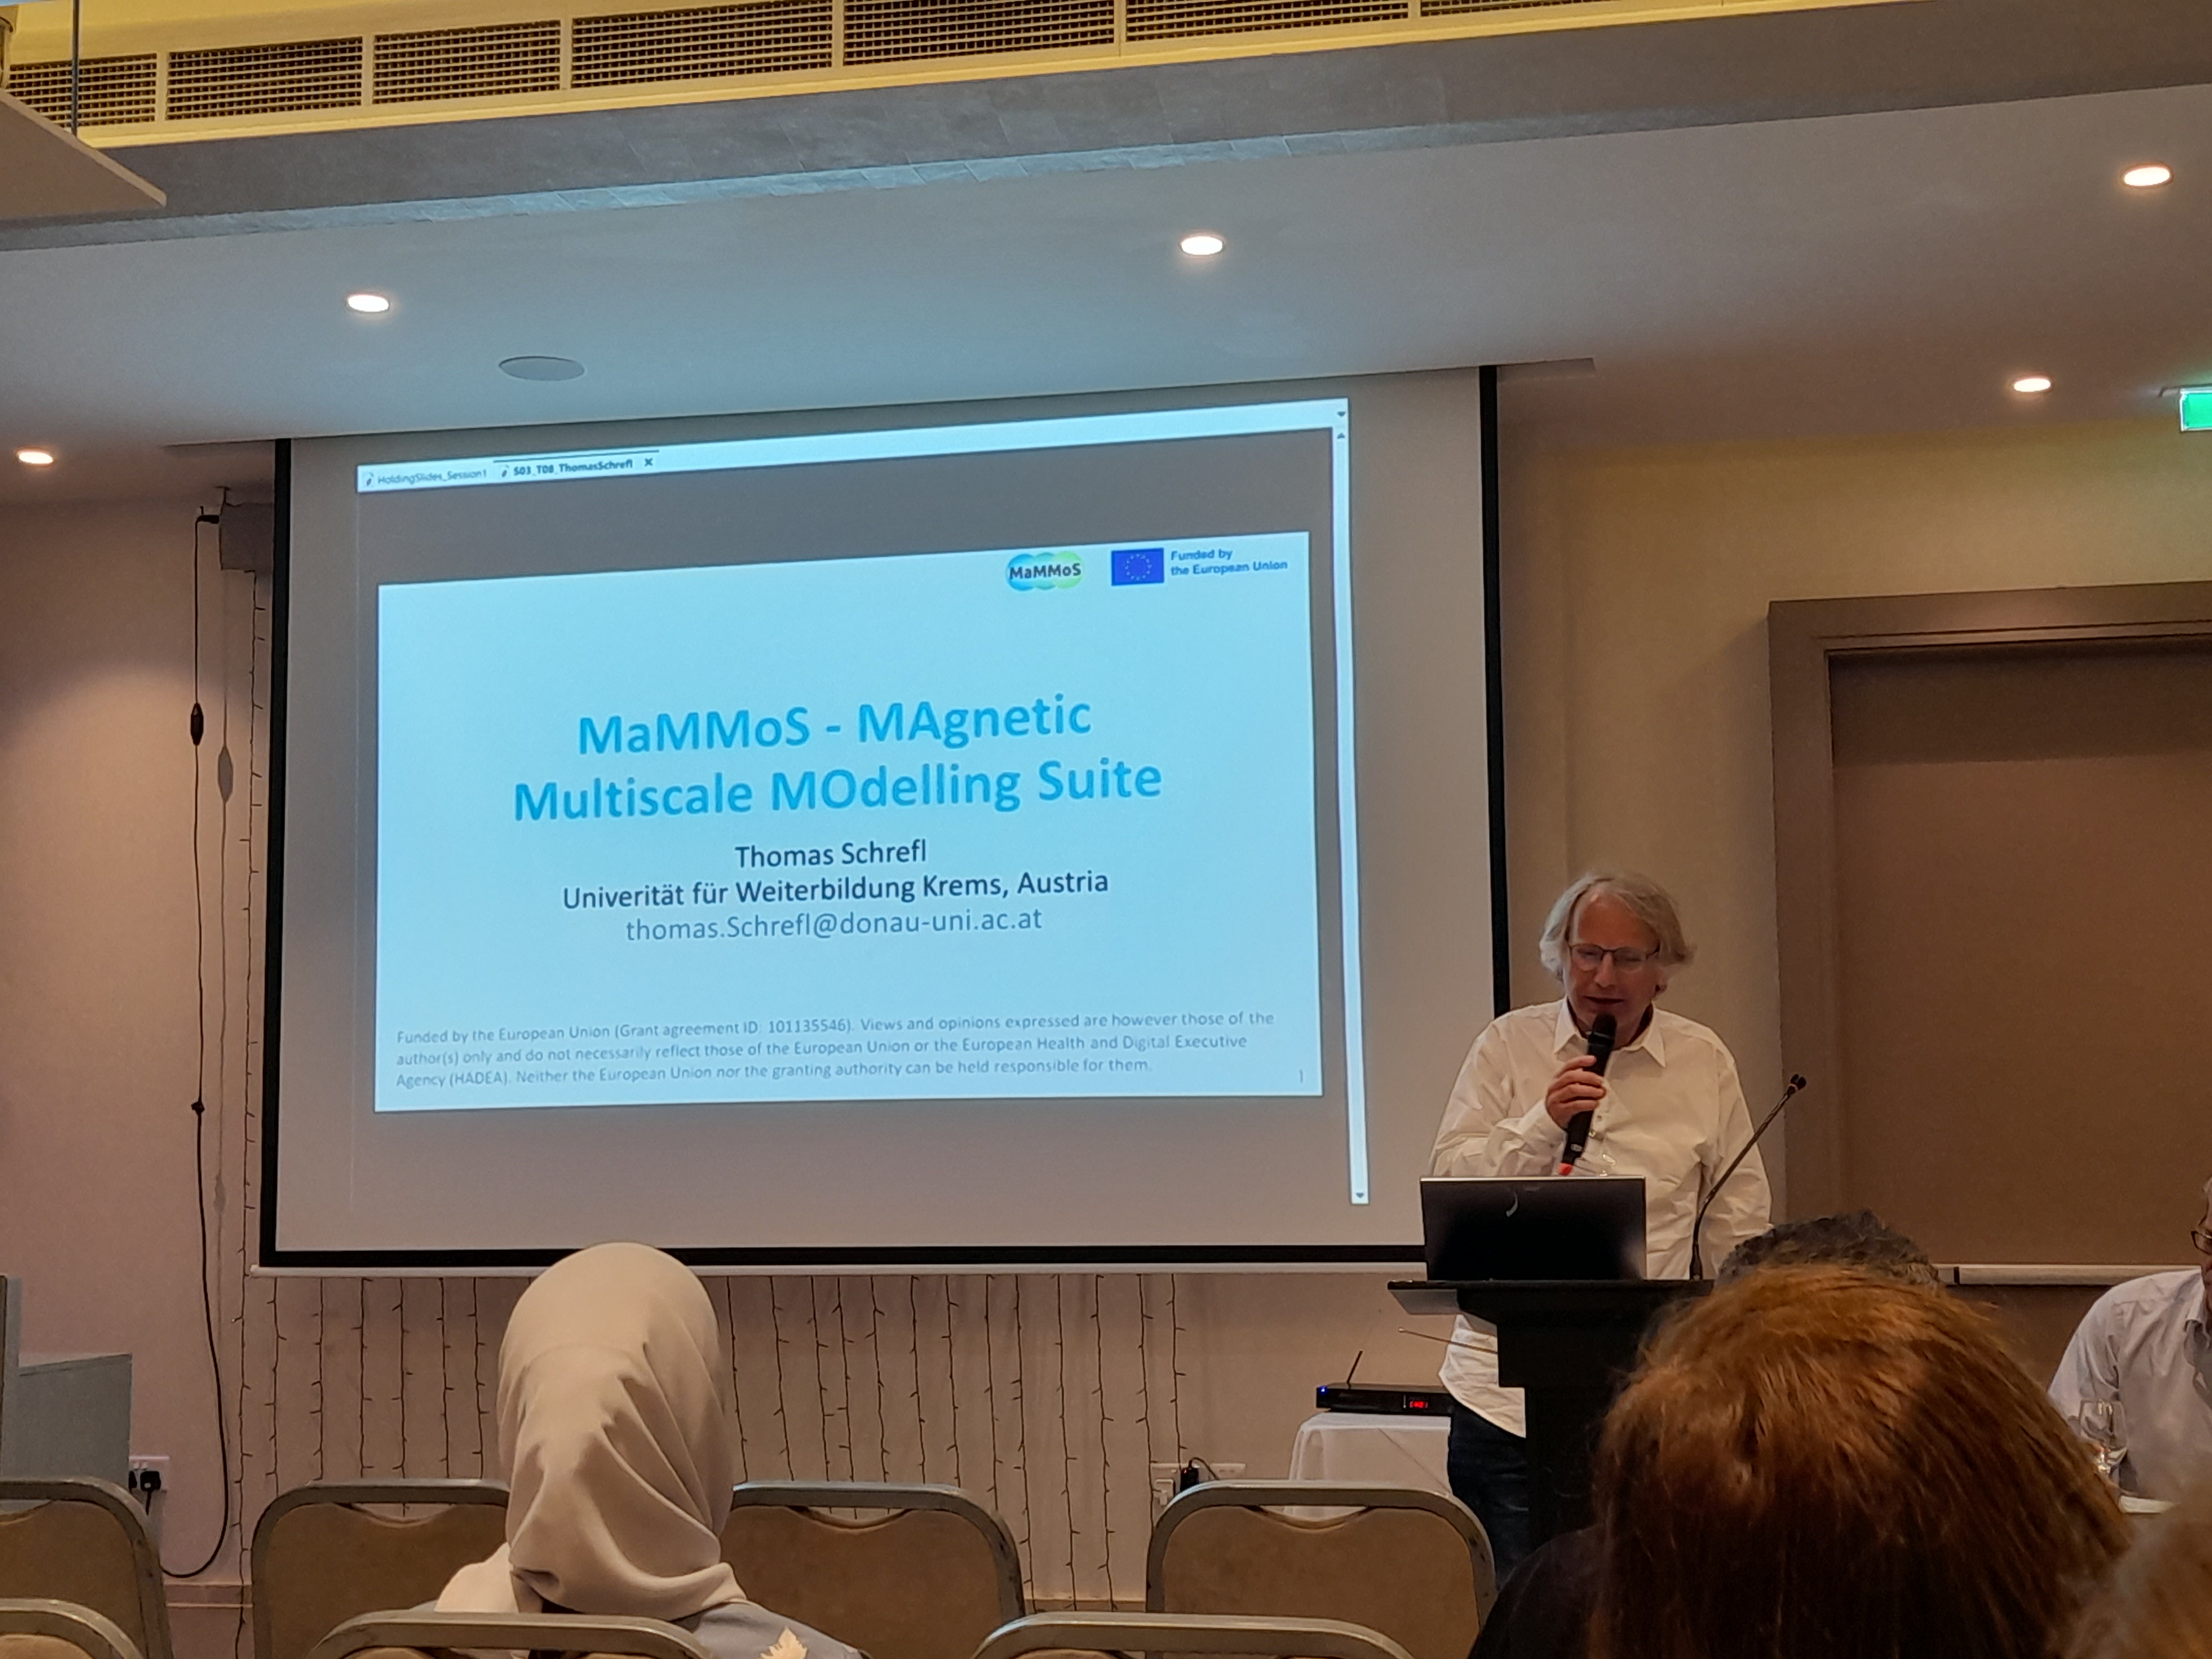 HoldingSlides_Session1
S03_T08_ThomasSchrefl
MaMMoS
Funded by
the European Union
MaMMoS - MAgnetic
Multiscale MOdelling Suite
Thomas Schrefl
Univerität für Weiterbildung Krems, Austria
thomas.Schrefl@donau-uni.ac.at
Funded by the European Union (Grant agreement ID: 101135546). Views and opinions expressed are however those of the
author(s) only and do not necessarily reflect those of the European Union or the European Health and Digital Executive
Agency (HADEA). Neither the European Union nor the granting authority can be held responsible for them.
1